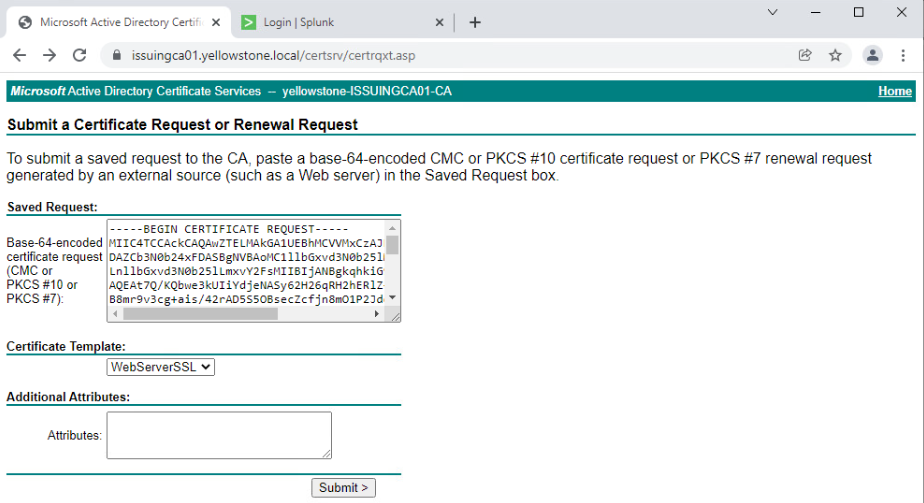 Microsoft Active Directory Certifi
Login | Splunk
issuingca01.yellowstone.local/certsrv/certrqxt.asp
Microsoft Active Directory Certificate Services -- yellowstone-ISSUINGCA01-CA
Home
Submit a Certificate Request or Renewal Request
To submit a saved request to the CA, paste a base-64-encoded CMC or PKCS #10 certificate request or PKCS #7 renewal request
generated by an external source (such as a Web server) in the Saved Request box.
Saved Request:
Base-64-encoded
certificate request
(CMC or
PKCS #10 or
PKCS #7):
-----BEGIN CERTIFICATE REQUEST-----
MIIC4TCCAckCAQAwZTELMAkGA1UEBhMCVVMxCzAJ
DAZCb3N0b24xFDASBgNVBAoMC1llbGxvd3N0b25l
LnllbGxvd3N0b25lLmxvY2FsMIIBIjANBgkqhkiG
AQEAt7Q/KQbwe3kUIiYdjeNASy62H26qRH2hERlZ
B8mr9v3cg+ais/42rAD5S5OBsecZcfjn8mO1P2Jd
Certificate Template:
WebServerSSL
Additional Attributes:
Attributes:
Submit >